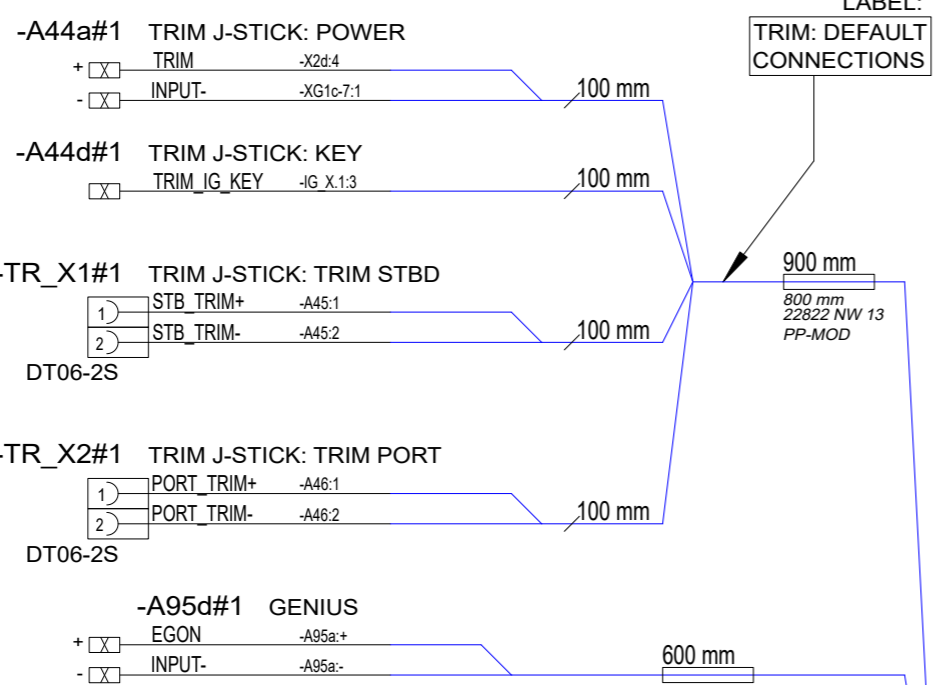 LABEL:
TRIM: DEFAULT
CONNECTIONS
-A44a#1 TRIM J-STICK: POWER
+ X TRIM -X2d:4
- X INPUT- -XG1c-7:1 100 mm
-A44d#1 TRIM J-STICK: KEY
X TRIM_IG_KEY -IG_X.1:3 100 mm
-TR_X1#1 TRIM J-STICK: TRIM STBD
1 STB_TRIM+ -A45:1
2 STB_TRIM- -A45:2 100 mm
DT06-2S
900 mm
800 mm
22822 NW 13
PP-MOD
-TR_X2#1 TRIM J-STICK: TRIM PORT
1 PORT_TRIM+ -A46:1
2 PORT_TRIM- -A46:2 100 mm
DT06-2S
-A95d#1 GENIUS
+ X EGON -A95a:+
- X INPUT- -A95a:- 600 mm